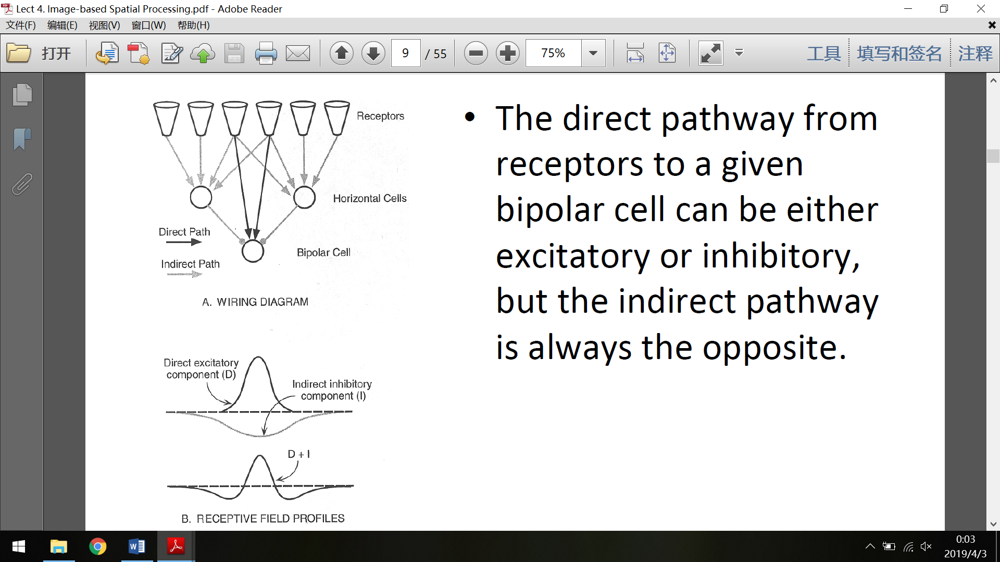 Lect 4. Image-based Spatial Processing.pdf - Adobe Reader
文件(F) 编辑(E) 视图(V) 窗口(W) 帮助(H)
打开
9 / 55
75%
工具 填写和签名 注释
Receptors
Horizontal Cells
Direct Path
Bipolar Cell
Indirect Path
A. WIRING DIAGRAM
Direct excitatory
component (D)
Indirect inhibitory
component (I)
D + I
B. RECEPTIVE FIELD PROFILES
• The direct pathway from
receptors to a given
bipolar cell can be either
excitatory or inhibitory,
but the indirect pathway
is always the opposite.
0:03
2019/4/3